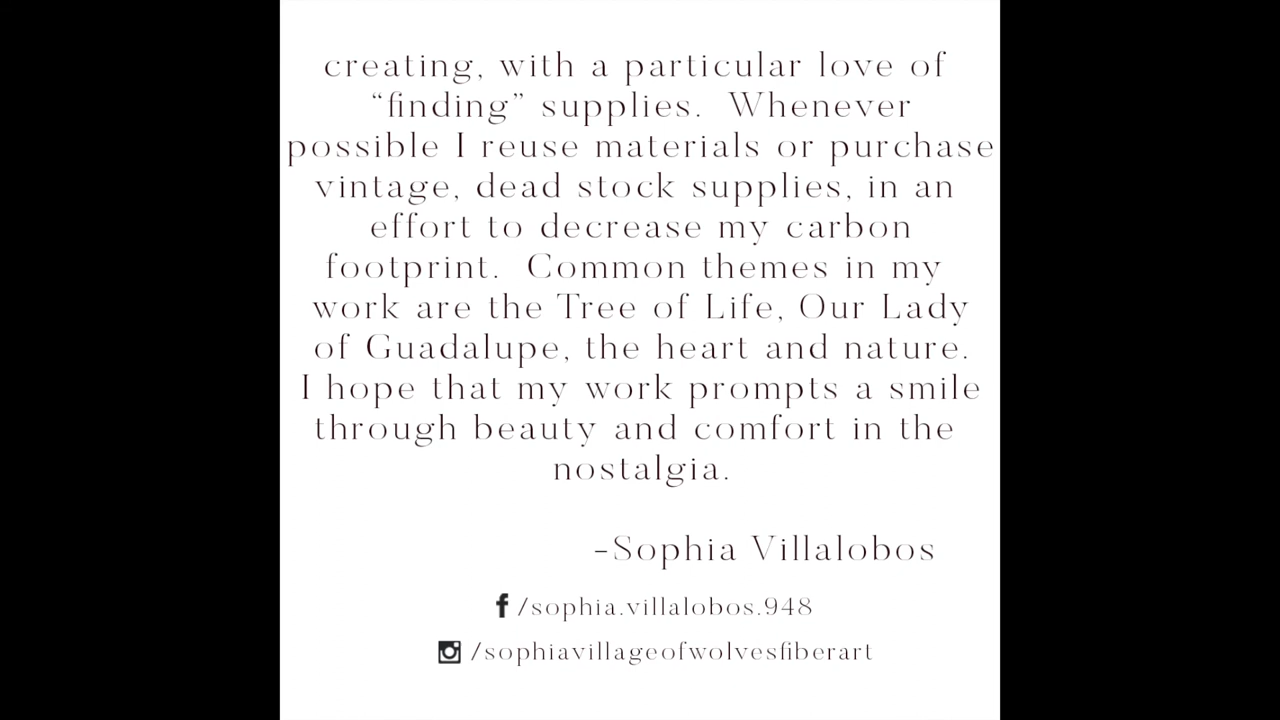 creating, with a particular love of
“finding” supplies.  Whenever
possible I reuse materials or purchase
vintage, dead stock supplies, in an
effort to decrease my carbon
footprint.  Common themes in my
work are the Tree of Life, Our Lady
of Guadalupe, the heart and nature.
I hope that my work prompts a smile
through beauty and comfort in the
nostalgia.
-Sophia Villalobos
/sophia.villalobos.948
/sophiavillageofwolvesfiberart